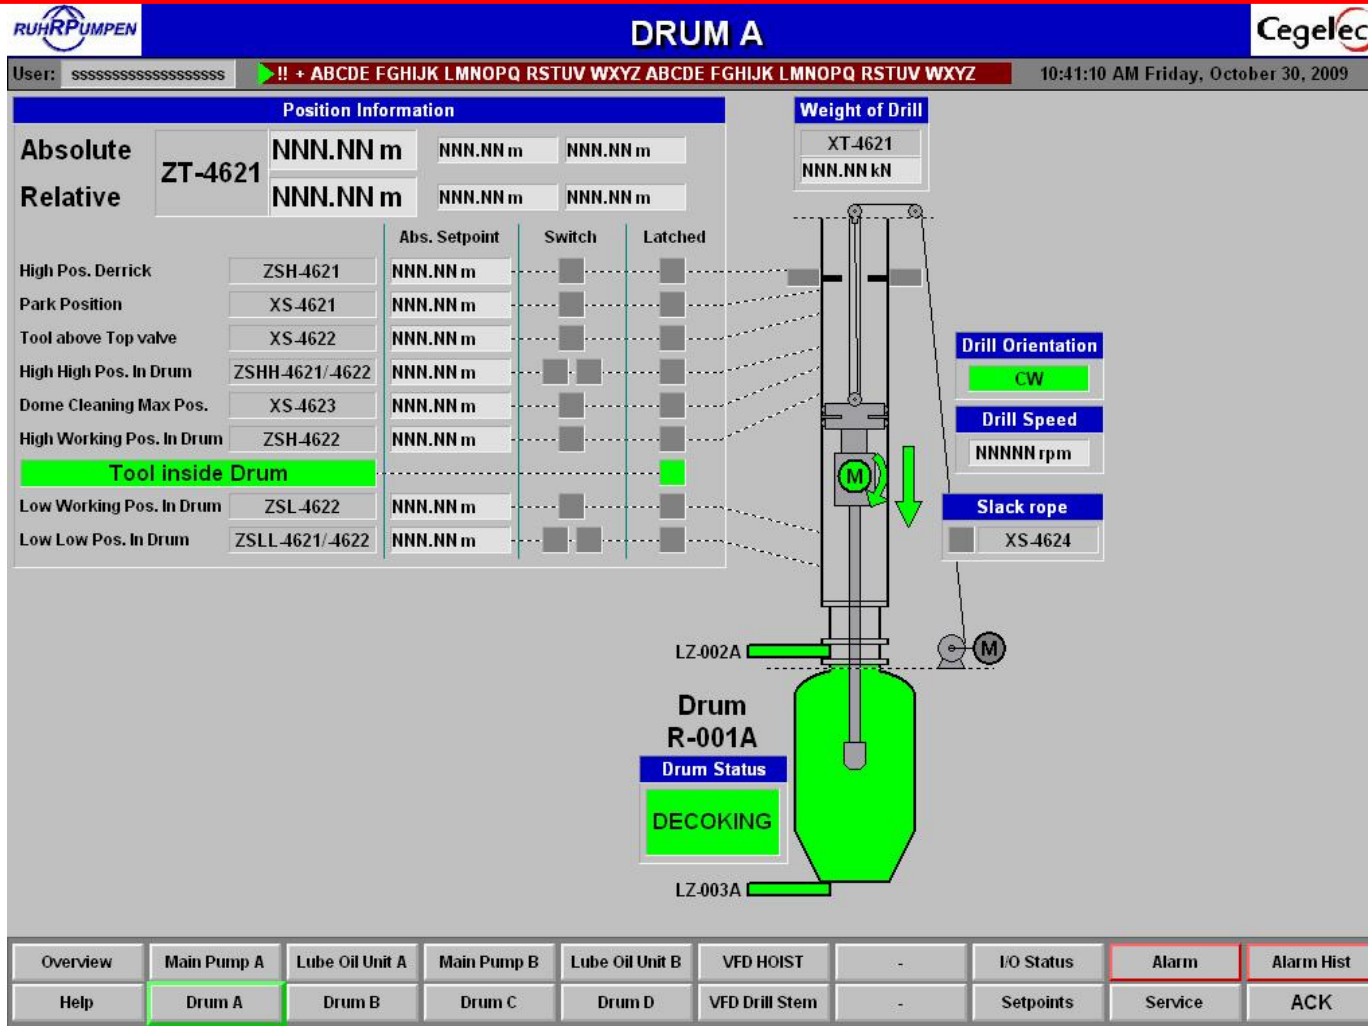 RUHRPUMPEN
DRUM A
Cegelec
User: sssssssssssssssssss
!! + ABCDE FGHIJK LMNOPQ RSTUV WXYZ ABCDE FGHIJK LMNOPQ RSTUV WXYZ
10:41:10 AM Friday, October 30, 2009
Position Information
Absolute
Relative
ZT-4621
NNN.NN m NNN.NN m NNN.NN m
NNN.NN m NNN.NN m NNN.NN m
Abs. Setpoint Switch Latched
High Pos. Derrick ZSH-4621 NNN.NN m
Park Position XS-4621 NNN.NN m
Tool above Top valve XS-4622 NNN.NN m
High High Pos. In Drum ZSHH-4621/-4622 NNN.NN m
Dome Cleaning Max Pos. XS-4623 NNN.NN m
High Working Pos. In Drum ZSH-4622 NNN.NN m
Tool inside Drum
Low Working Pos. In Drum ZSL-4622 NNN.NN m
Low Low Pos. In Drum ZSLL-4621/-4622 NNN.NN m
Weight of Drill
XT-4621
NNN.NN kN
Drill Orientation
CW
Drill Speed
NNNNN rpm
Slack rope
XS-4624
M
M
LZ-002A
Drum
R-001A
Drum Status
DECOKING
LZ-003A
Overview Main Pump A Lube Oil Unit A Main Pump B Lube Oil Unit B VFD HOIST - I/O Status Alarm Alarm Hist
Help Drum A Drum B Drum C Drum D VFD Drill Stem - Setpoints Service ACK